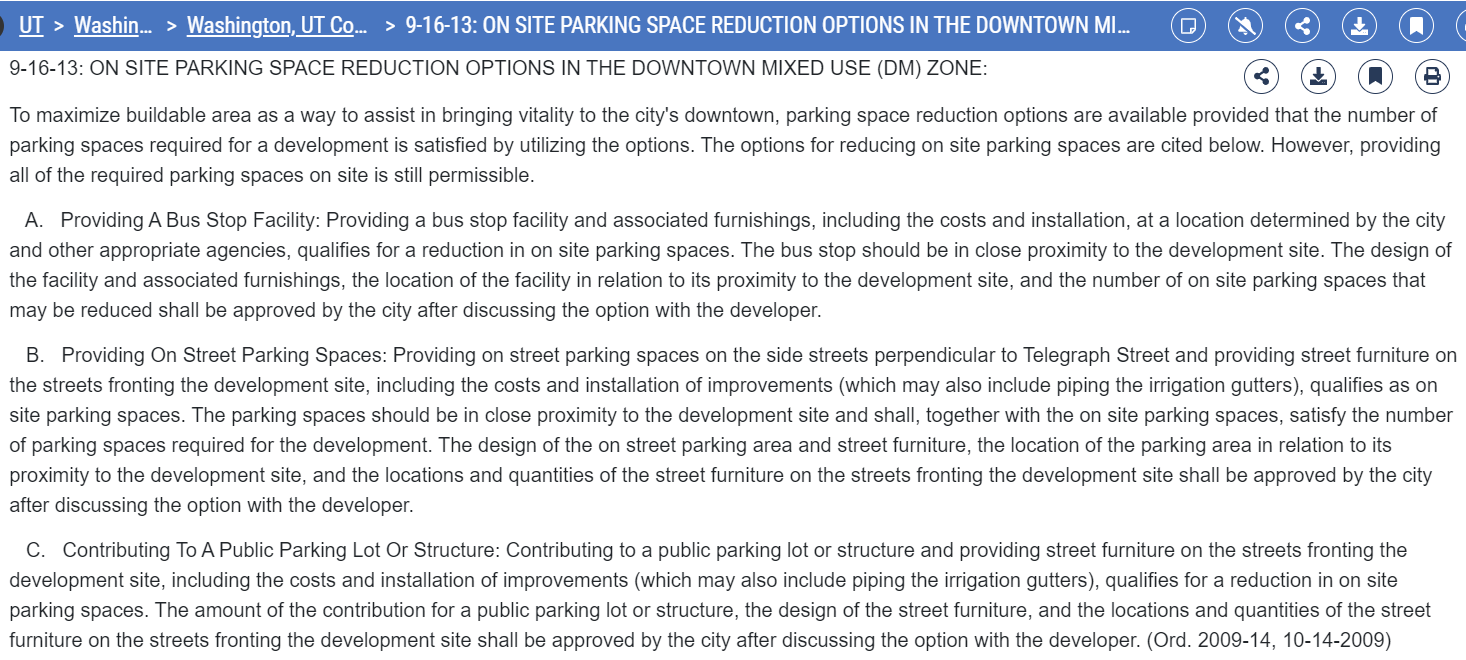 UT > Washin... > Washington, UT Co... > 9-16-13: ON SITE PARKING SPACE REDUCTION OPTIONS IN THE DOWNTOWN MI...
9-16-13: ON SITE PARKING SPACE REDUCTION OPTIONS IN THE DOWNTOWN MIXED USE (DM) ZONE:
To maximize buildable area as a way to assist in bringing vitality to the city's downtown, parking space reduction options are available provided that the number of
parking spaces required for a development is satisfied by utilizing the options. The options for reducing on site parking spaces are cited below. However, providing
all of the required parking spaces on site is still permissible.
A. Providing A Bus Stop Facility: Providing a bus stop facility and associated furnishings, including the costs and installation, at a location determined by the city
and other appropriate agencies, qualifies for a reduction in on site parking spaces. The bus stop should be in close proximity to the development site. The design of
the facility and associated furnishings, the location of the facility in relation to its proximity to the development site, and the number of on site parking spaces that
may be reduced shall be approved by the city after discussing the option with the developer.
B. Providing On Street Parking Spaces: Providing on street parking spaces on the side streets perpendicular to Telegraph Street and providing street furniture on
the streets fronting the development site, including the costs and installation of improvements (which may also include piping the irrigation gutters), qualifies as on
site parking spaces. The parking spaces should be in close proximity to the development site and shall, together with the on site parking spaces, satisfy the number
of parking spaces required for the development. The design of the on street parking area and street furniture, the location of the parking area in relation to its
proximity to the development site, and the locations and quantities of the street furniture on the streets fronting the development site shall be approved by the city
after discussing the option with the developer.
C. Contributing To A Public Parking Lot Or Structure: Contributing to a public parking lot or structure and providing street furniture on the streets fronting the
development site, including the costs and installation of improvements (which may also include piping the irrigation gutters), qualifies for a reduction in on site
parking spaces. The amount of the contribution for a public parking lot or structure, the design of the street furniture, and the locations and quantities of the street
furniture on the streets fronting the development site shall be approved by the city after discussing the option with the developer. (Ord. 2009-14, 10-14-2009)